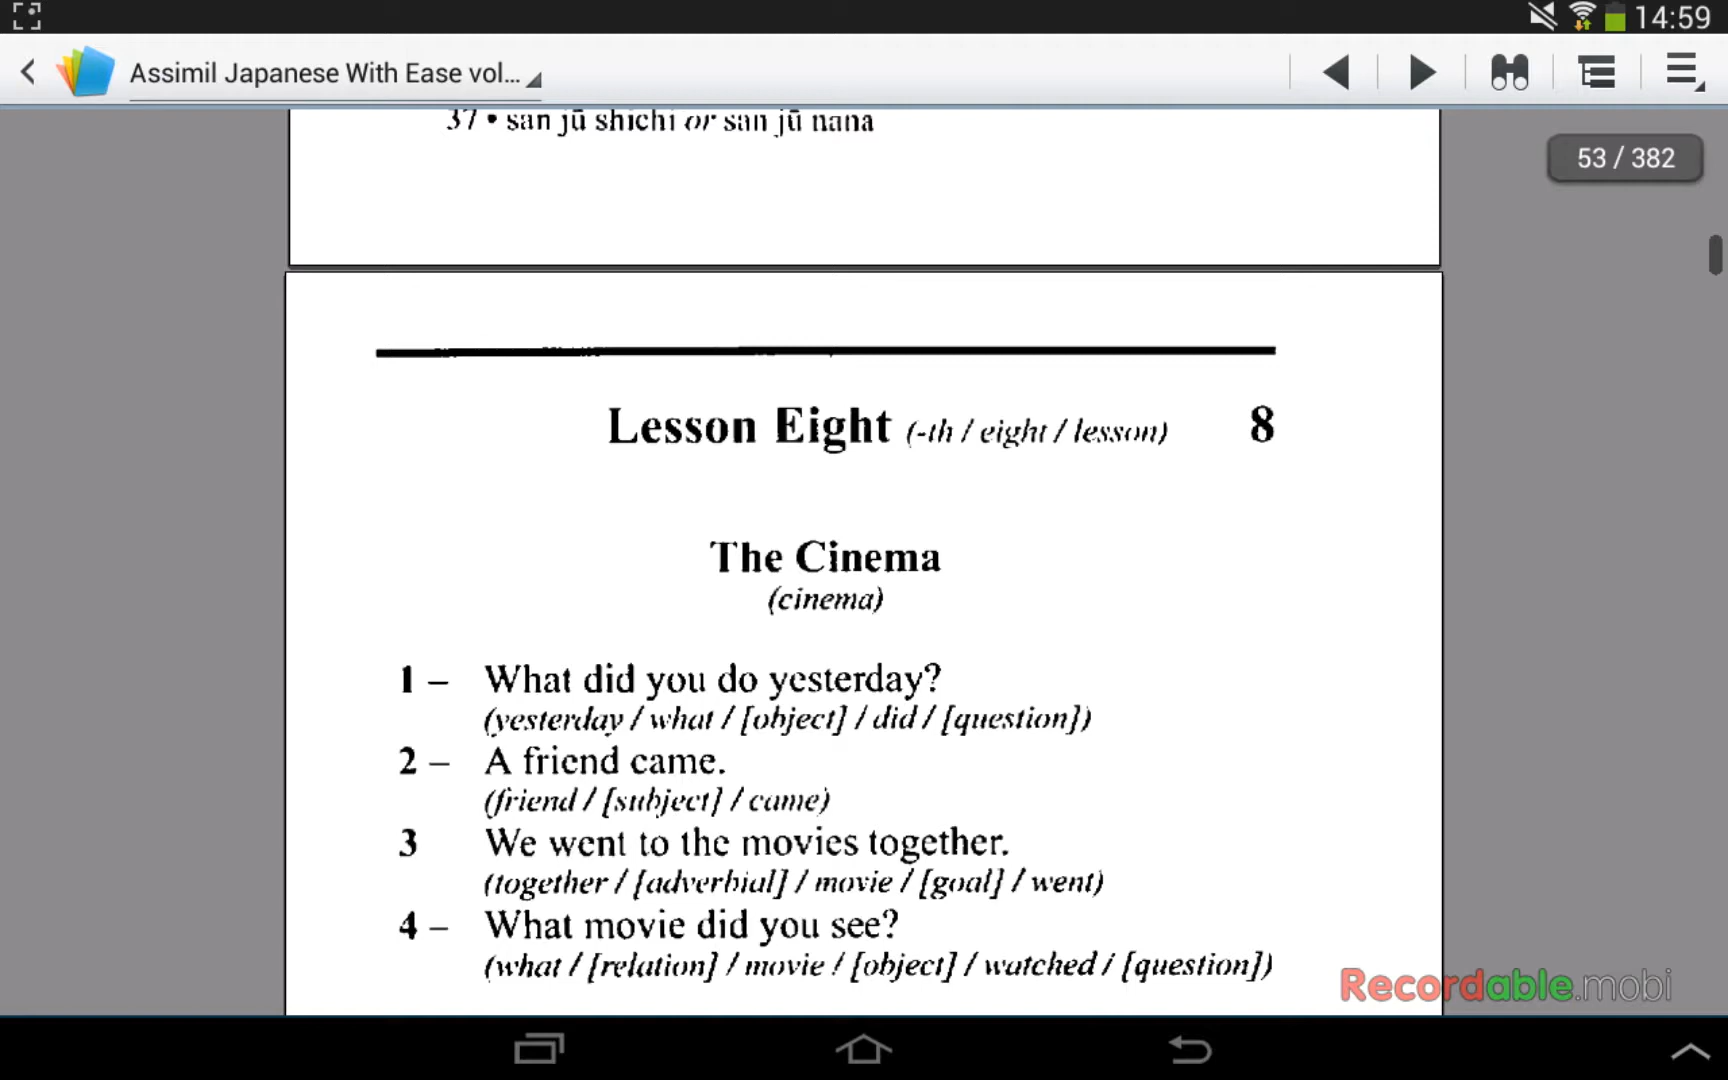 14:59
Assimil Japanese With Ease vol...
37 • san jū shichi or san jū nana
53 / 382
Lesson Eight (-th / eight / lesson) 8
The Cinema
(cinema)
1 – What did you do yesterday?
(yesterday / what / [object] / did / [question])
2 – A friend came.
(friend / [subject] / came)
3 We went to the movies together.
(together / [adverbial] / movie / [goal] / went)
4 – What movie did you see?
(what / [relation] / movie / [object] / watched / [question])
Recordable.mobi